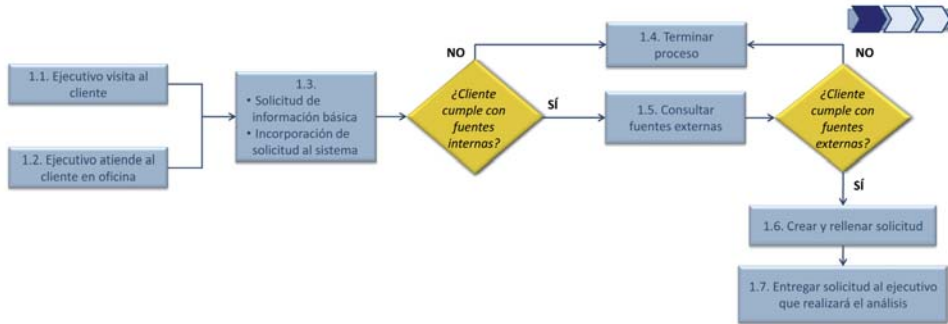 1.1. Ejecutivo visita al
cliente
1.2. Ejecutivo atiende al
cliente en oficina
1.3.
• Solicitud de
información básica
• Incorporación de
solicitud al sistema
NO
¿Cliente
cumple con
fuentes
internas?
SÍ
1.4. Terminar
proceso
1.5. Consultar
fuentes externas
NO
¿Cliente
cumple con
fuentes
externas?
SÍ
1.6. Crear y rellenar solicitud
1.7. Entregar solicitud al ejecutivo
que realizará el análisis